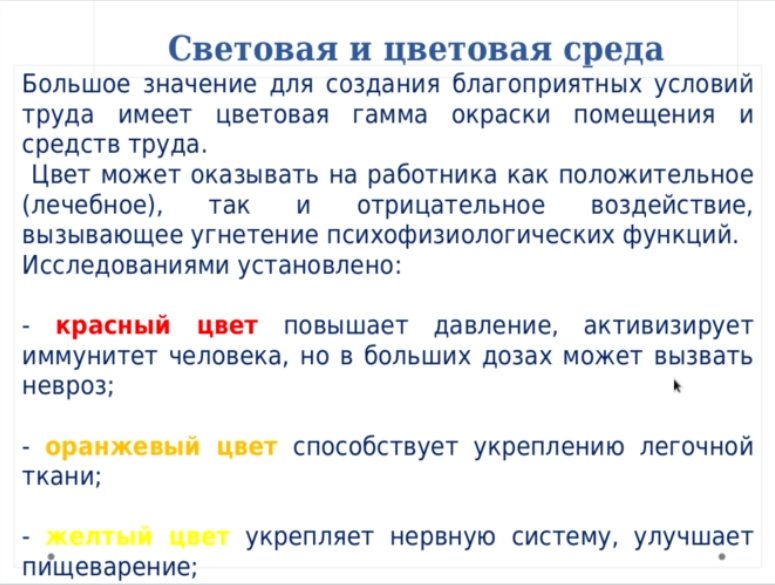 Световая и цветовая среда
Большое значение для создания благоприятных условий
труда имеет цветовая гамма окраски помещения и
средств труда.
Цвет может оказывать на работника как положительное
(лечебное), так и отрицательное воздействие,
вызывающее угнетение психофизиологических функций.
Исследованиями установлено:
- красный цвет повышает давление, активизирует
иммунитет человека, но в больших дозах может вызвать
невроз;
- оранжевый цвет способствует укреплению легочной
ткани;
- желтый цвет укрепляет нервную систему, улучшает
пищеварение;